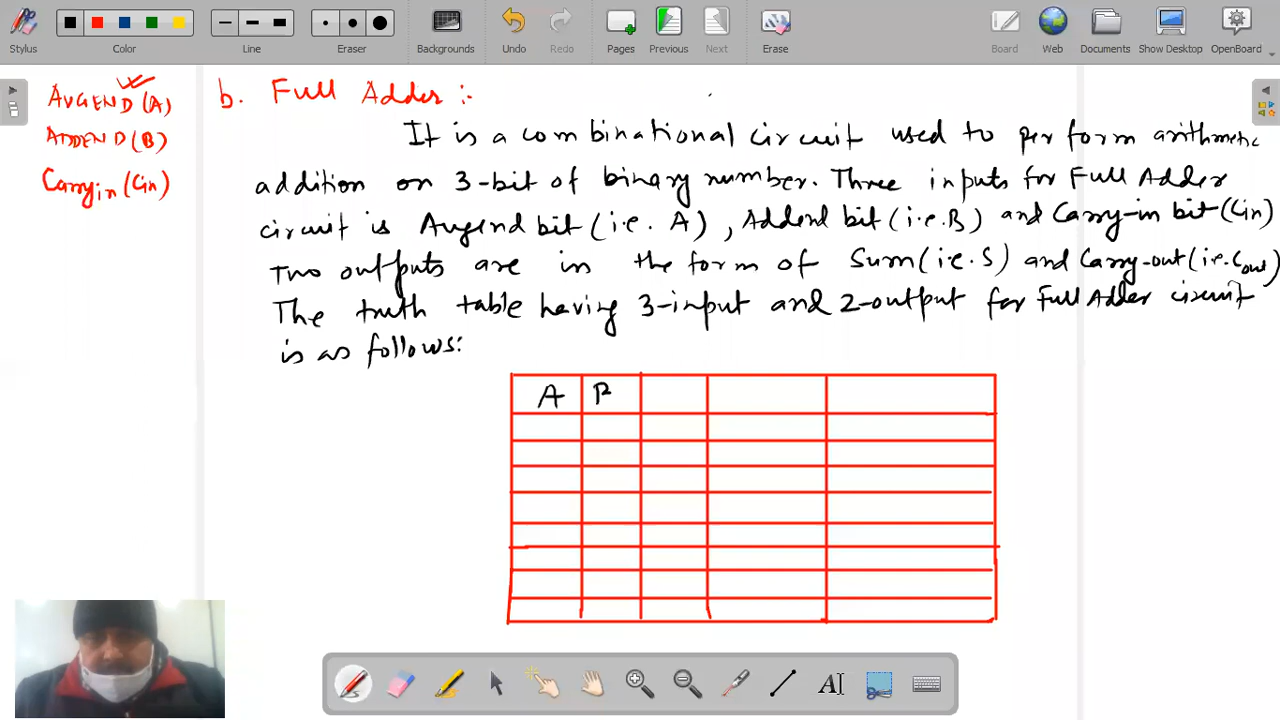 Stylus
Color
Line
Eraser
Backgrounds
Undo
Redo
Pages
Previous
Next
Erase
Board
Web
Documents
Show Desktop
OpenBoard
AUGEND (A)
ADDEND (B)
Carry in (Cin)
b. Full Adder :-
It is a combinational circuit used to perform arithmetic
addition on 3-bit of binary number. Three inputs for Full Adder
circuit is Augend bit (i.e. A), Addend bit (i.e. B) and Carry-in bit (Cin)
Two outputs are in the form of Sum (i.e. S) and Carry-out (i.e. Cout)
The truth table having 3-input and 2-output for Full Adder circuit
is as follows:
A